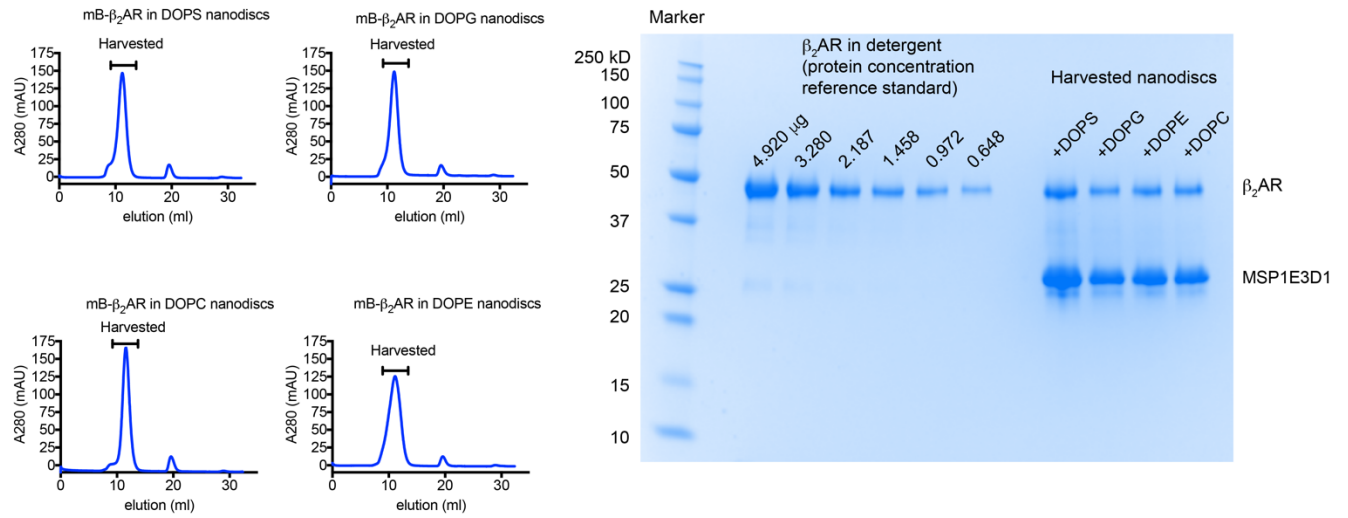 mB-β₂AR in DOPS nanodiscs
Harvested
A280 (mAU)
175
150
125
100
75
50
25
0
0 10 20 30
elution (ml)
mB-β₂AR in DOPG nanodiscs
Harvested
A280 (mAU)
175
150
125
100
75
50
25
0
0 10 20 30
elution (ml)
mB-β₂AR in DOPC nanodiscs
Harvested
A280 (mAU)
175
150
125
100
75
50
25
0
0 10 20 30
elution (ml)
mB-β₂AR in DOPE nanodiscs
Harvested
A280 (mAU)
175
150
125
100
75
50
25
0
0 10 20 30
elution (ml)
Marker
250 kD
150
100
75
50
37
25
20
15
10
β₂AR in detergent
(protein concentration
reference standard)
4.920 μg
3.280
2.187
1.458
0.972
0.648
Harvested nanodiscs
+DOPS
+DOPG
+DOPE
+DOPC
β₂AR
MSP1E3D1